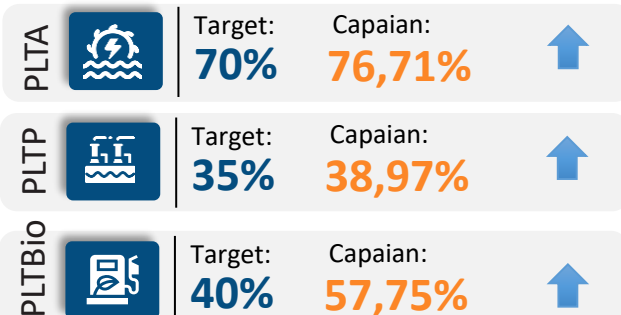 PLTA
Target: Capaian:
70% 76,71%
PLTP
Target: Capaian:
35% 38,97%
PLTBio
Target: Capaian:
40% 57,75%